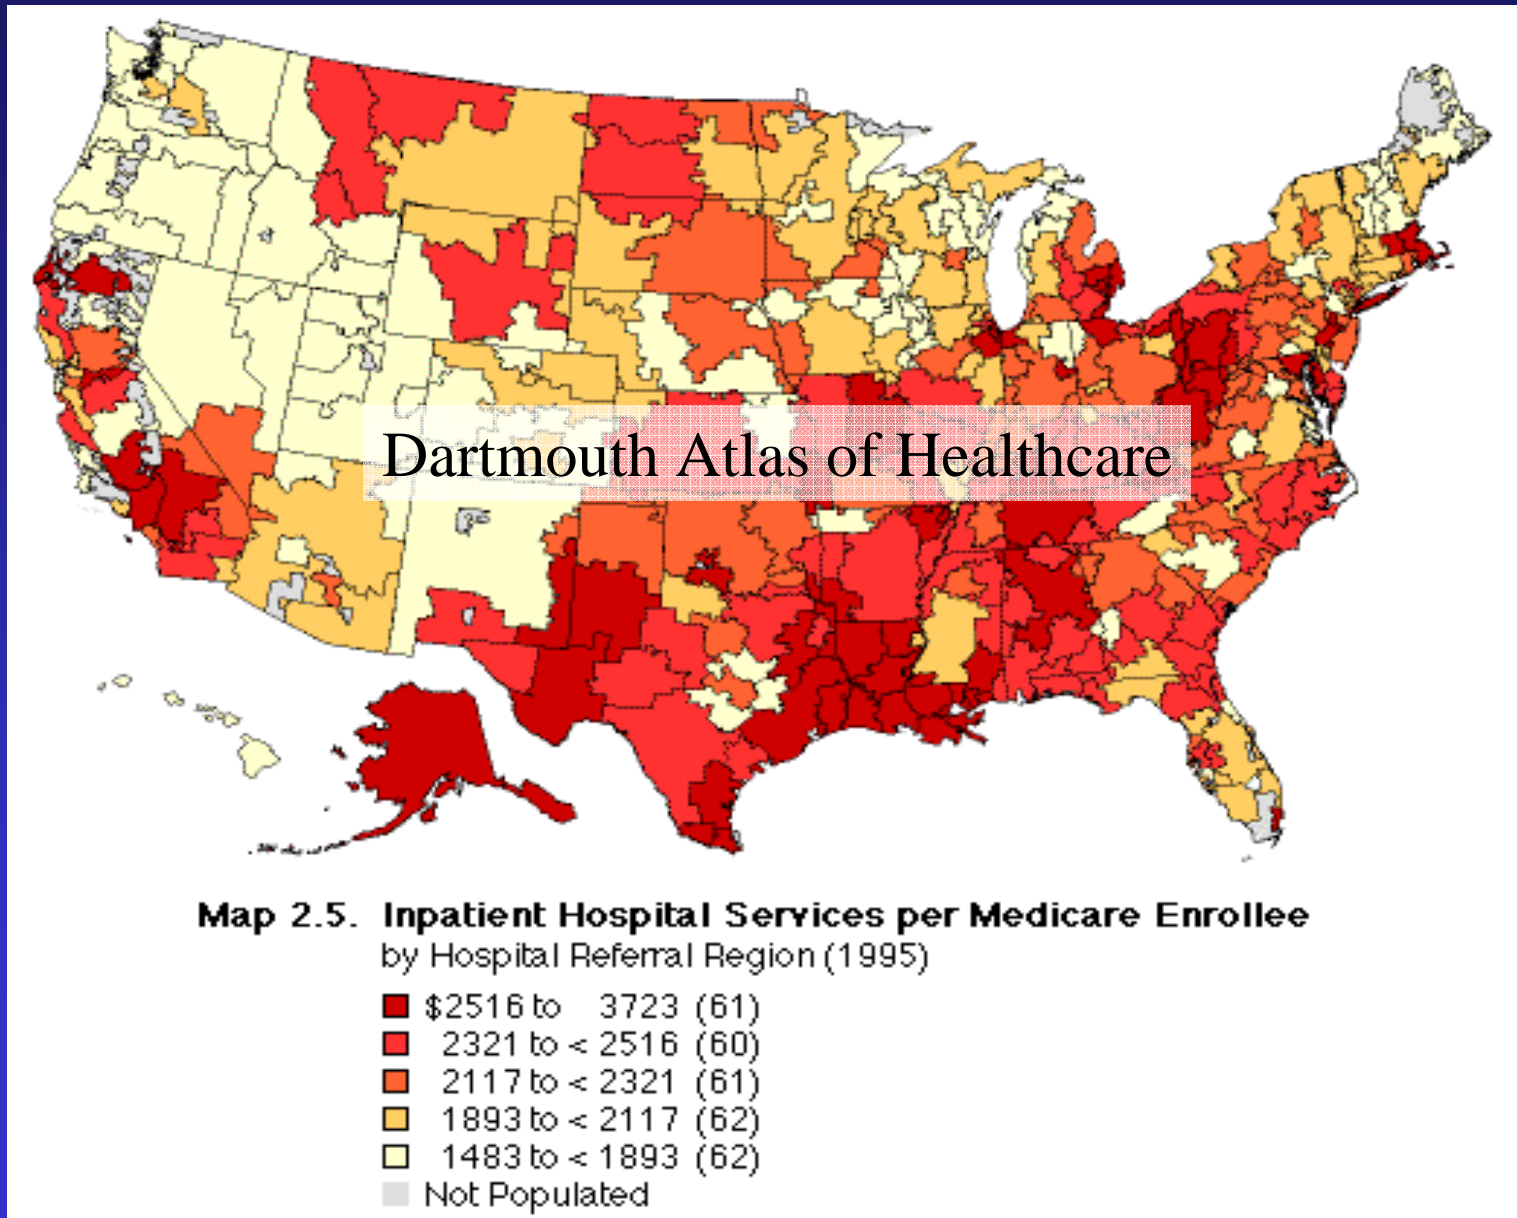 Dartmouth Atlas of Healthcare
Map 2.5. Inpatient Hospital Services per Medicare Enrollee
by Hospital Referral Region (1995)
$2516 to 3723 (61)
2321 to < 2516 (60)
2117 to < 2321 (61)
1893 to < 2117 (62)
1483 to < 1893 (62)
Not Populated